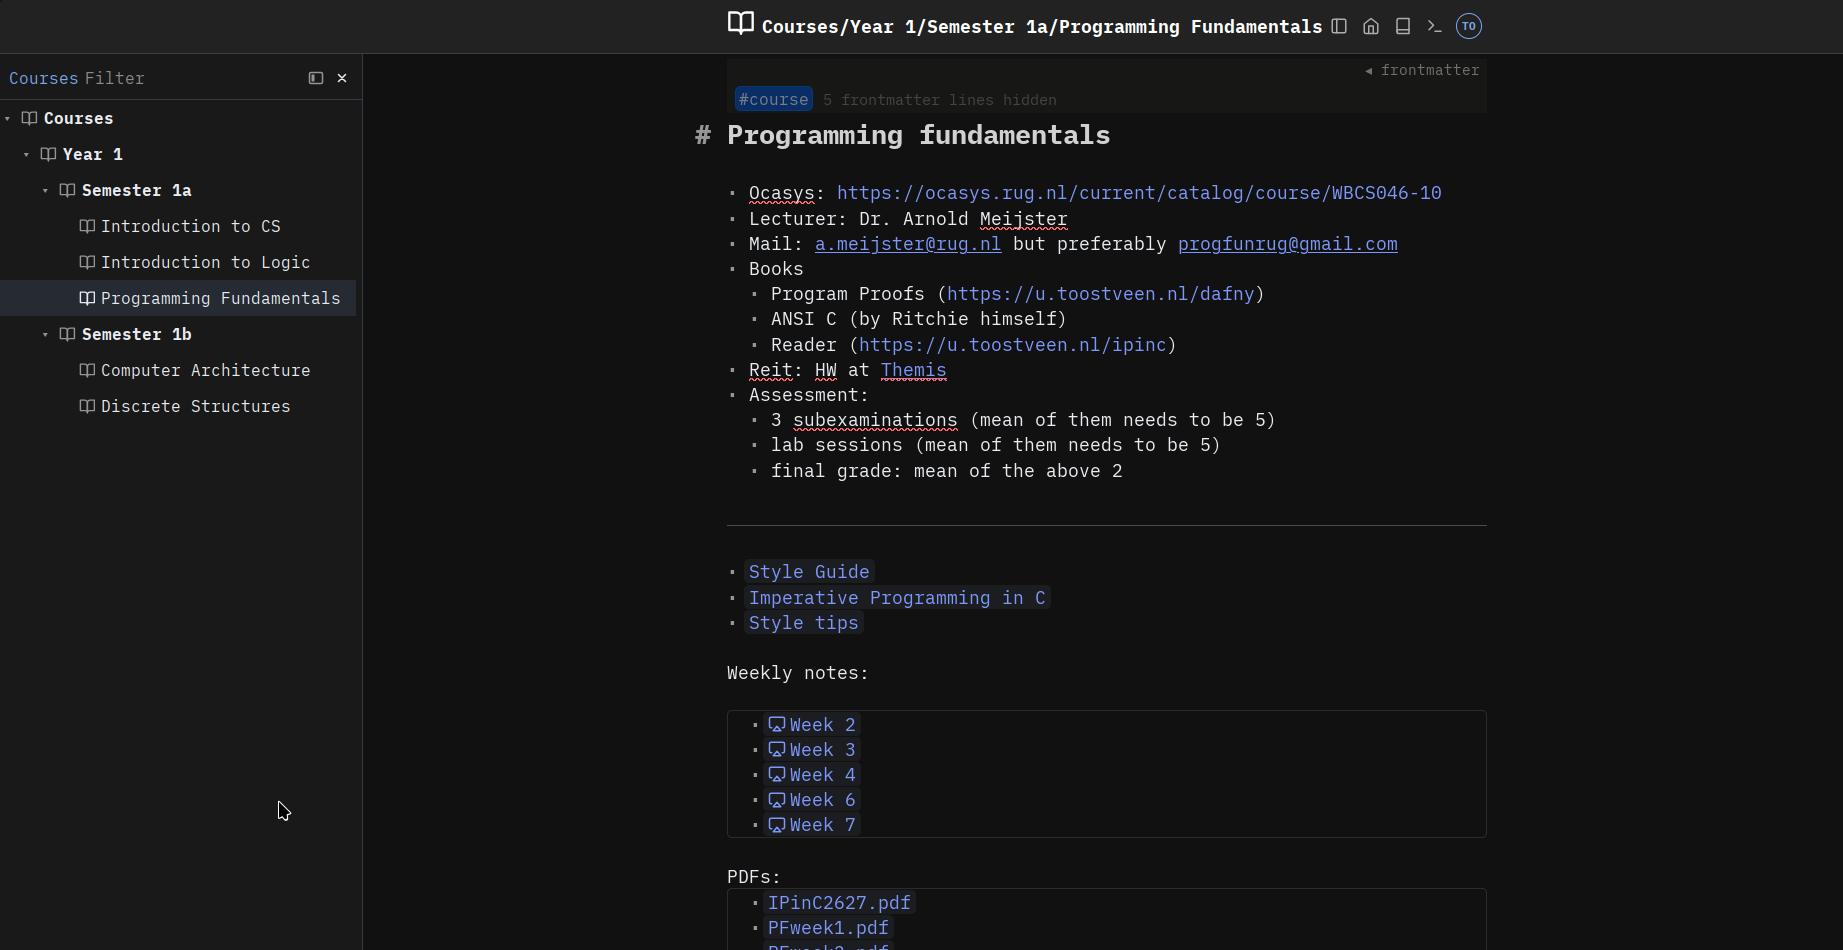 Courses/Year 1/Semester 1a/Programming Fundamentals TO
Courses Filter
Courses
Year 1
Semester 1a
Introduction to CS
Introduction to Logic
Programming Fundamentals
Semester 1b
Computer Architecture
Discrete Structures
frontmatter
#course 5 frontmatter lines hidden
# Programming fundamentals
Ocasys: https://ocasys.rug.nl/current/catalog/course/WBCS046-10
Lecturer: Dr. Arnold Meijster
Mail: a.meijster@rug.nl but preferably progfunrug@gmail.com
Books
Program Proofs (https://u.toostveen.nl/dafny)
ANSI C (by Ritchie himself)
Reader (https://u.toostveen.nl/ipinc)
Reit: HW at Themis
Assessment:
3 subexaminations (mean of them needs to be 5)
lab sessions (mean of them needs to be 5)
final grade: mean of the above 2
Style Guide
Imperative Programming in C
Style tips
Weekly notes:
Week 2
Week 3
Week 4
Week 6
Week 7
PDFs:
IPinC2627.pdf
PFweek1.pdf